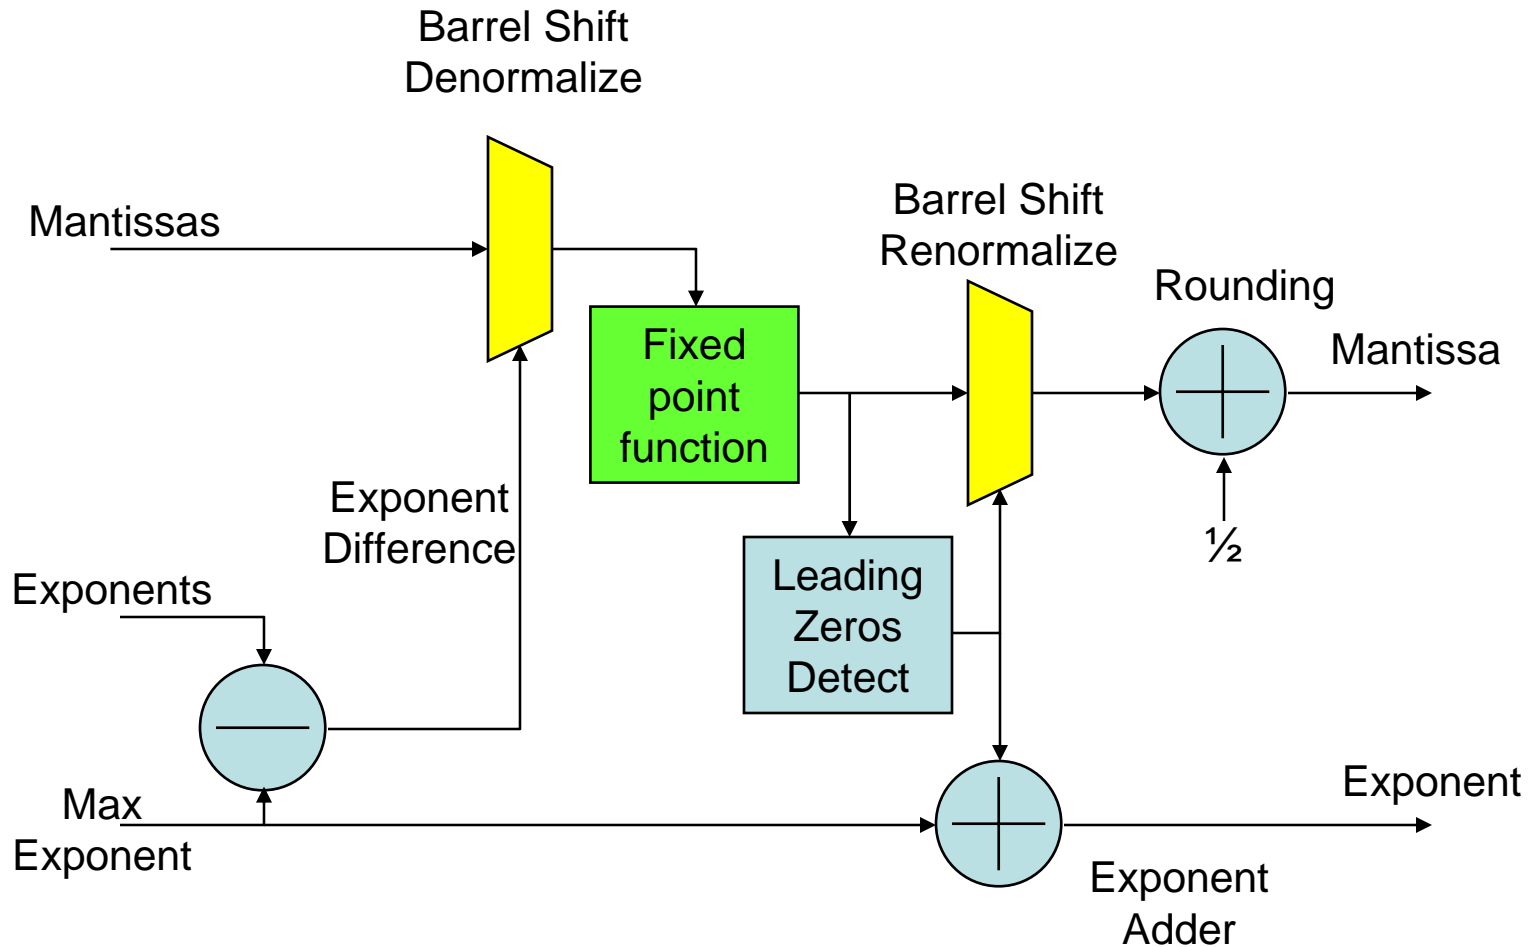 Barrel Shift
Denormalize
Mantissas
Barrel Shift
Renormalize
Rounding
Mantissa
Fixed
point
function
Exponent
Difference
½
Leading
Zeros
Detect
Exponents
Max
Exponent
Exponent
Exponent
Adder